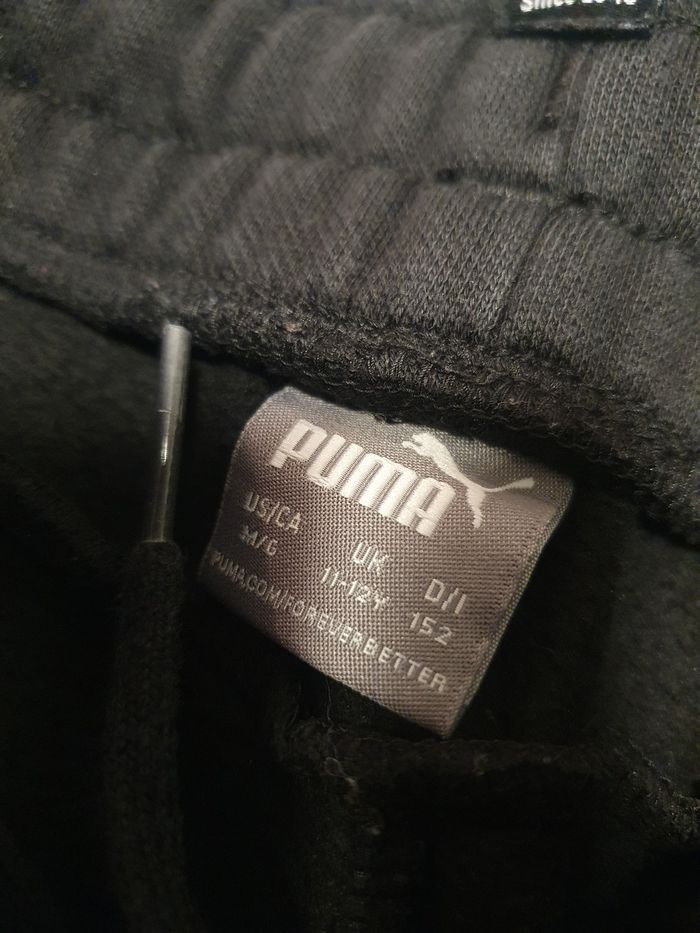 PUMA
US/CA UK D/I
M/G 11-12Y 152
PUMA.COM/FOREVERBETTER